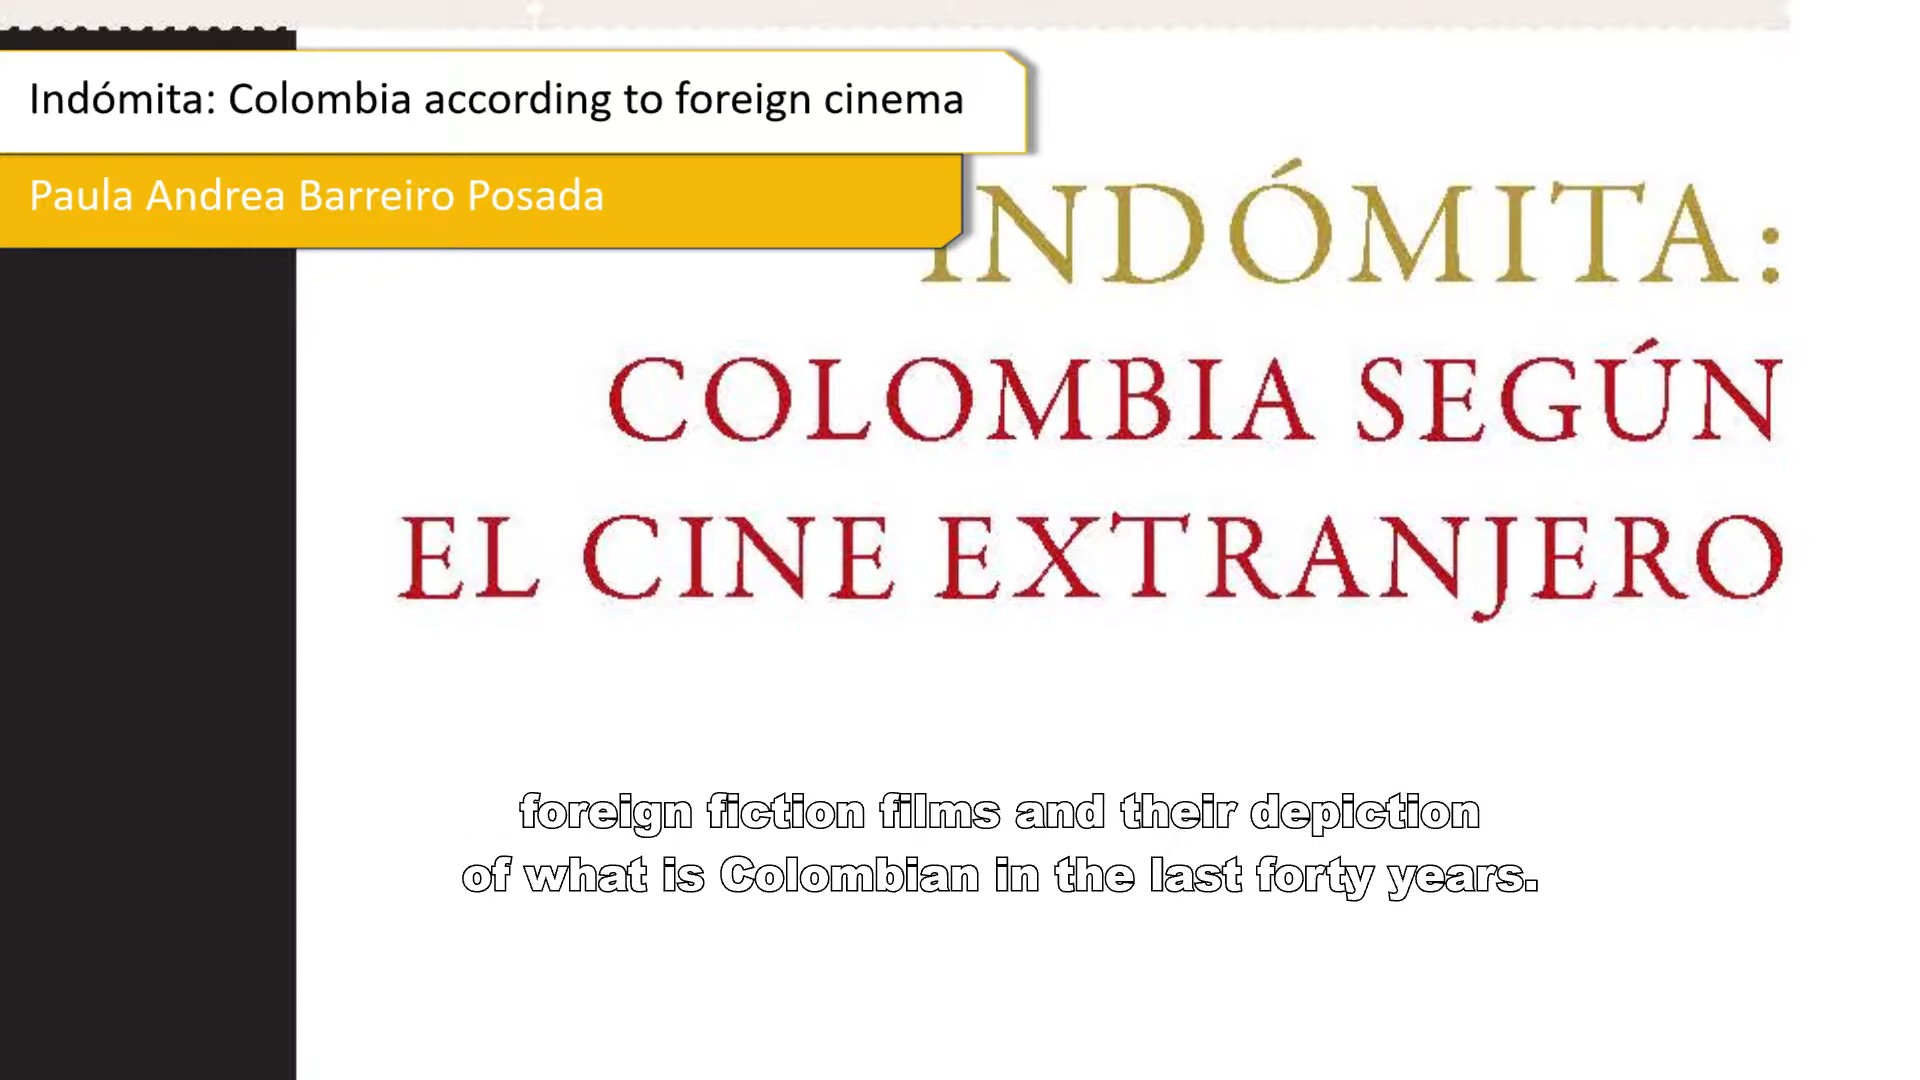 Indómita: Colombia according to foreign cinema
Paula Andrea Barreiro Posada
INDÓMITA:
COLOMBIA SEGÚN
EL CINE EXTRANJERO
foreign fiction films and their depiction
of what is Colombian in the last forty years.